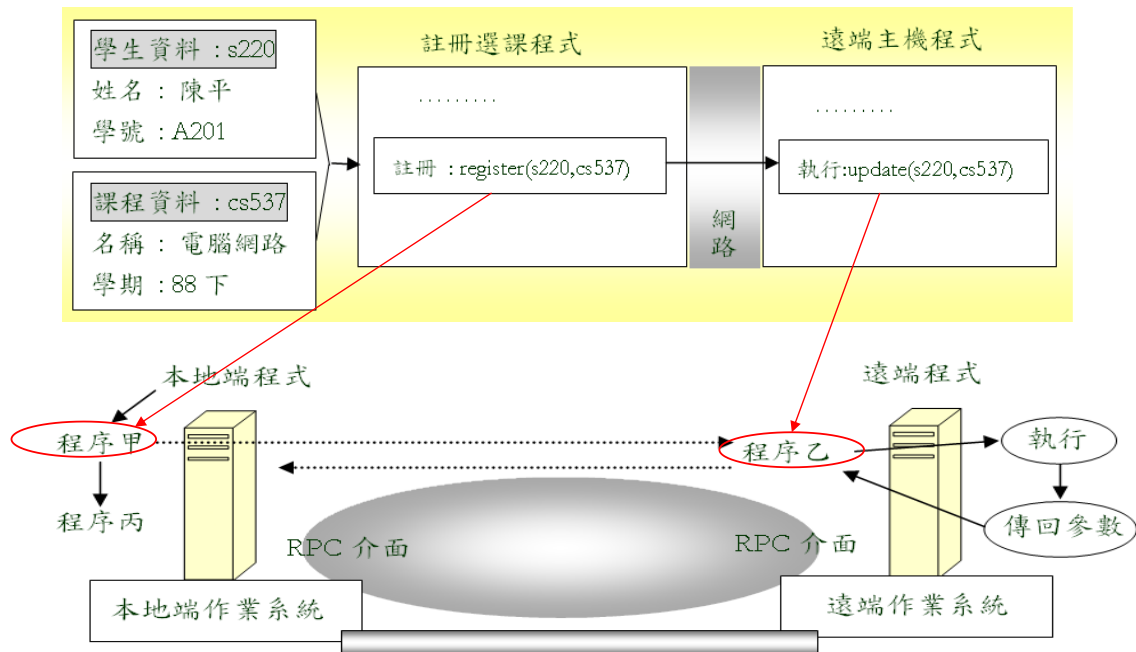 學生資料 : s220
姓名 : 陳平
學號 : A201
課程資料 : cs537
名稱 : 電腦網路
學期 : 88 下
註冊選課程式
.........
註冊 : register(s220,cs537)
網路
遠端主機程式
.........
執行:update(s220,cs537)
本地端程式
程序甲
程序丙
遠端程式
程序乙
執行
傳回參數
RPC 介面
RPC 介面
本地端作業系統
遠端作業系統